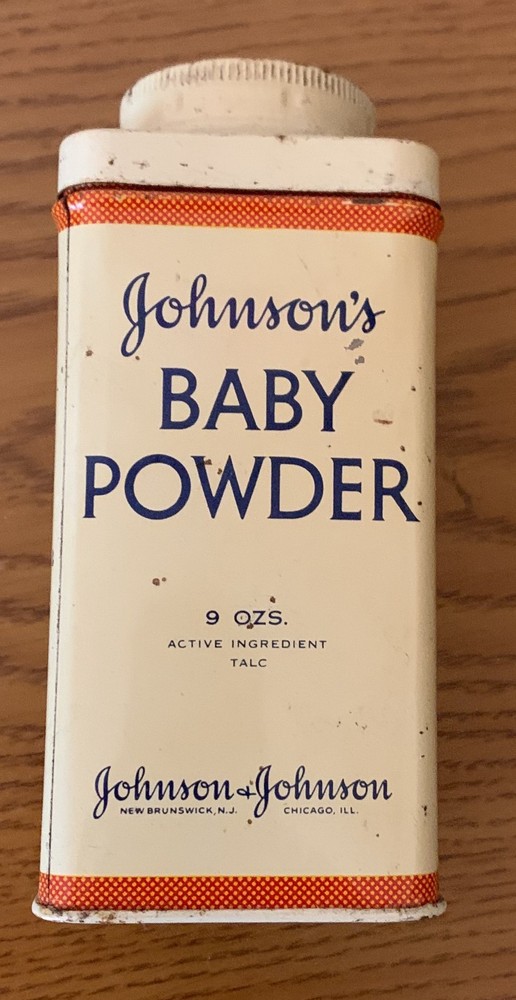 Johnson's
BABY
POWDER
9 OZS.
ACTIVE INGREDIENT
TALC
Johnson & Johnson
NEW BRUNSWICK, N.J. CHICAGO, ILL.